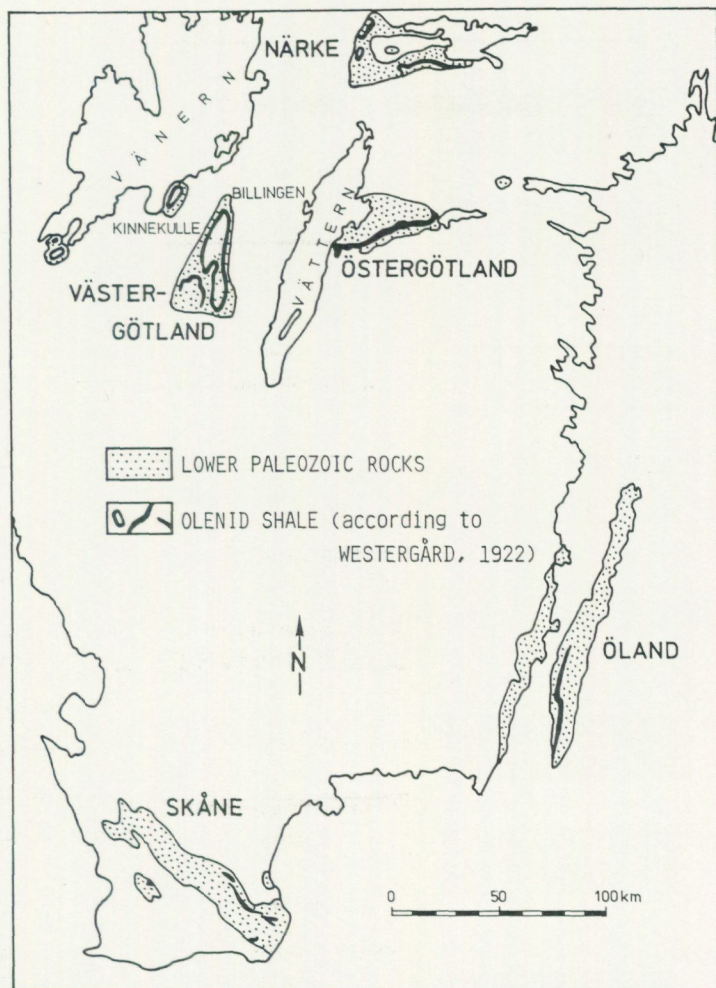 NÄRKE
VÄNERN
BILLINGEN
KINNEKULLE
VÄTTERN
ÖSTERGÖTLAND
VÄSTER-
GÖTLAND
LOWER PALEOZOIC ROCKS
OLENID SHALE (according to
WESTERGÅRD, 1922)
N
ÖLAND
SKÅNE
0 50 100 km